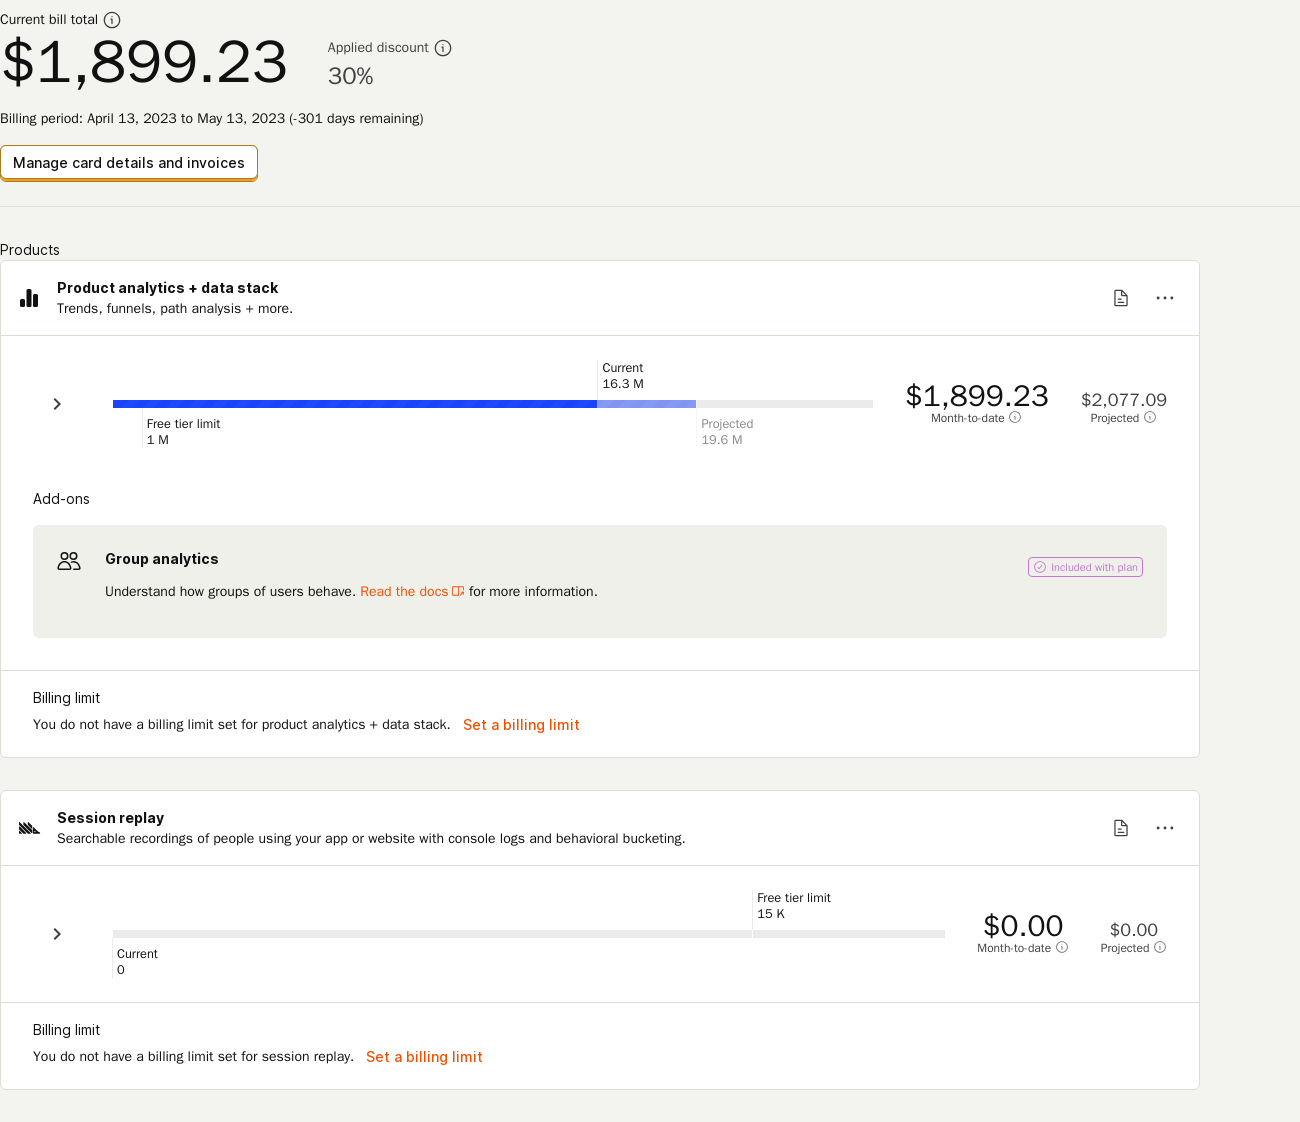 Current bill total
$1,899.23
Applied discount
30%
Billing period: April 13, 2023 to May 13, 2023 (-301 days remaining)
Manage card details and invoices
Products
Product analytics + data stack
Trends, funnels, path analysis + more.
Current
16.3 M
Free tier limit
1 M
Projected
19.6 M
$1,899.23
Month-to-date
$2,077.09
Projected
Add-ons
Group analytics
Included with plan
Understand how groups of users behave. Read the docs for more information.
Billing limit
You do not have a billing limit set for product analytics + data stack. Set a billing limit
Session replay
Searchable recordings of people using your app or website with console logs and behavioral bucketing.
Free tier limit
15 K
Current
0
$0.00
Month-to-date
$0.00
Projected
Billing limit
You do not have a billing limit set for session replay. Set a billing limit